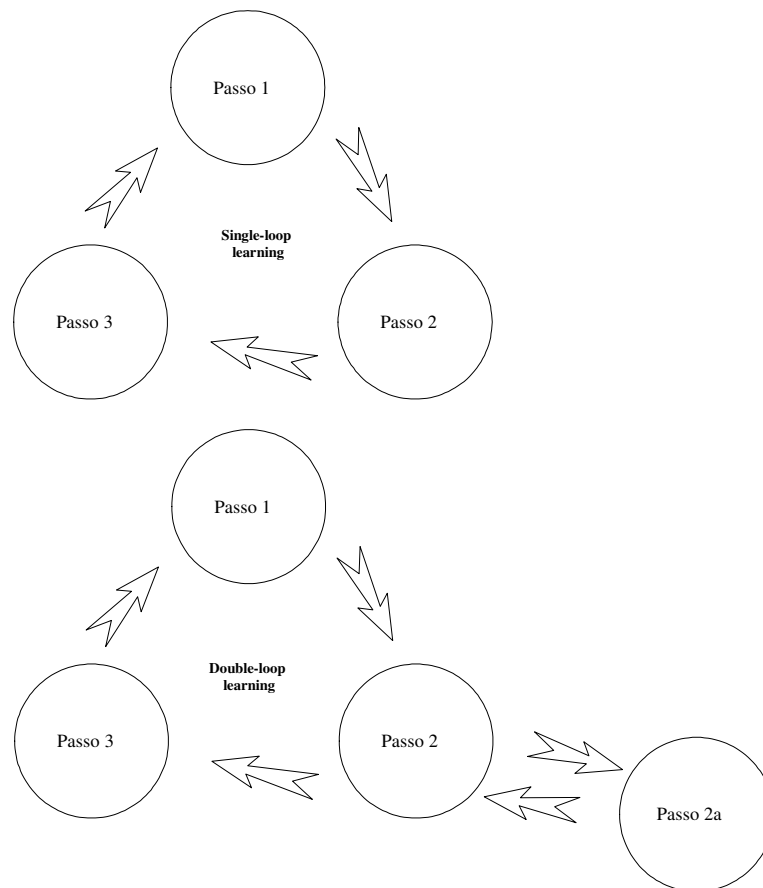 Passo 1
Single-loop
learning
Passo 3
Passo 2
Passo 1
Double-loop
learning
Passo 3
Passo 2
Passo 2a